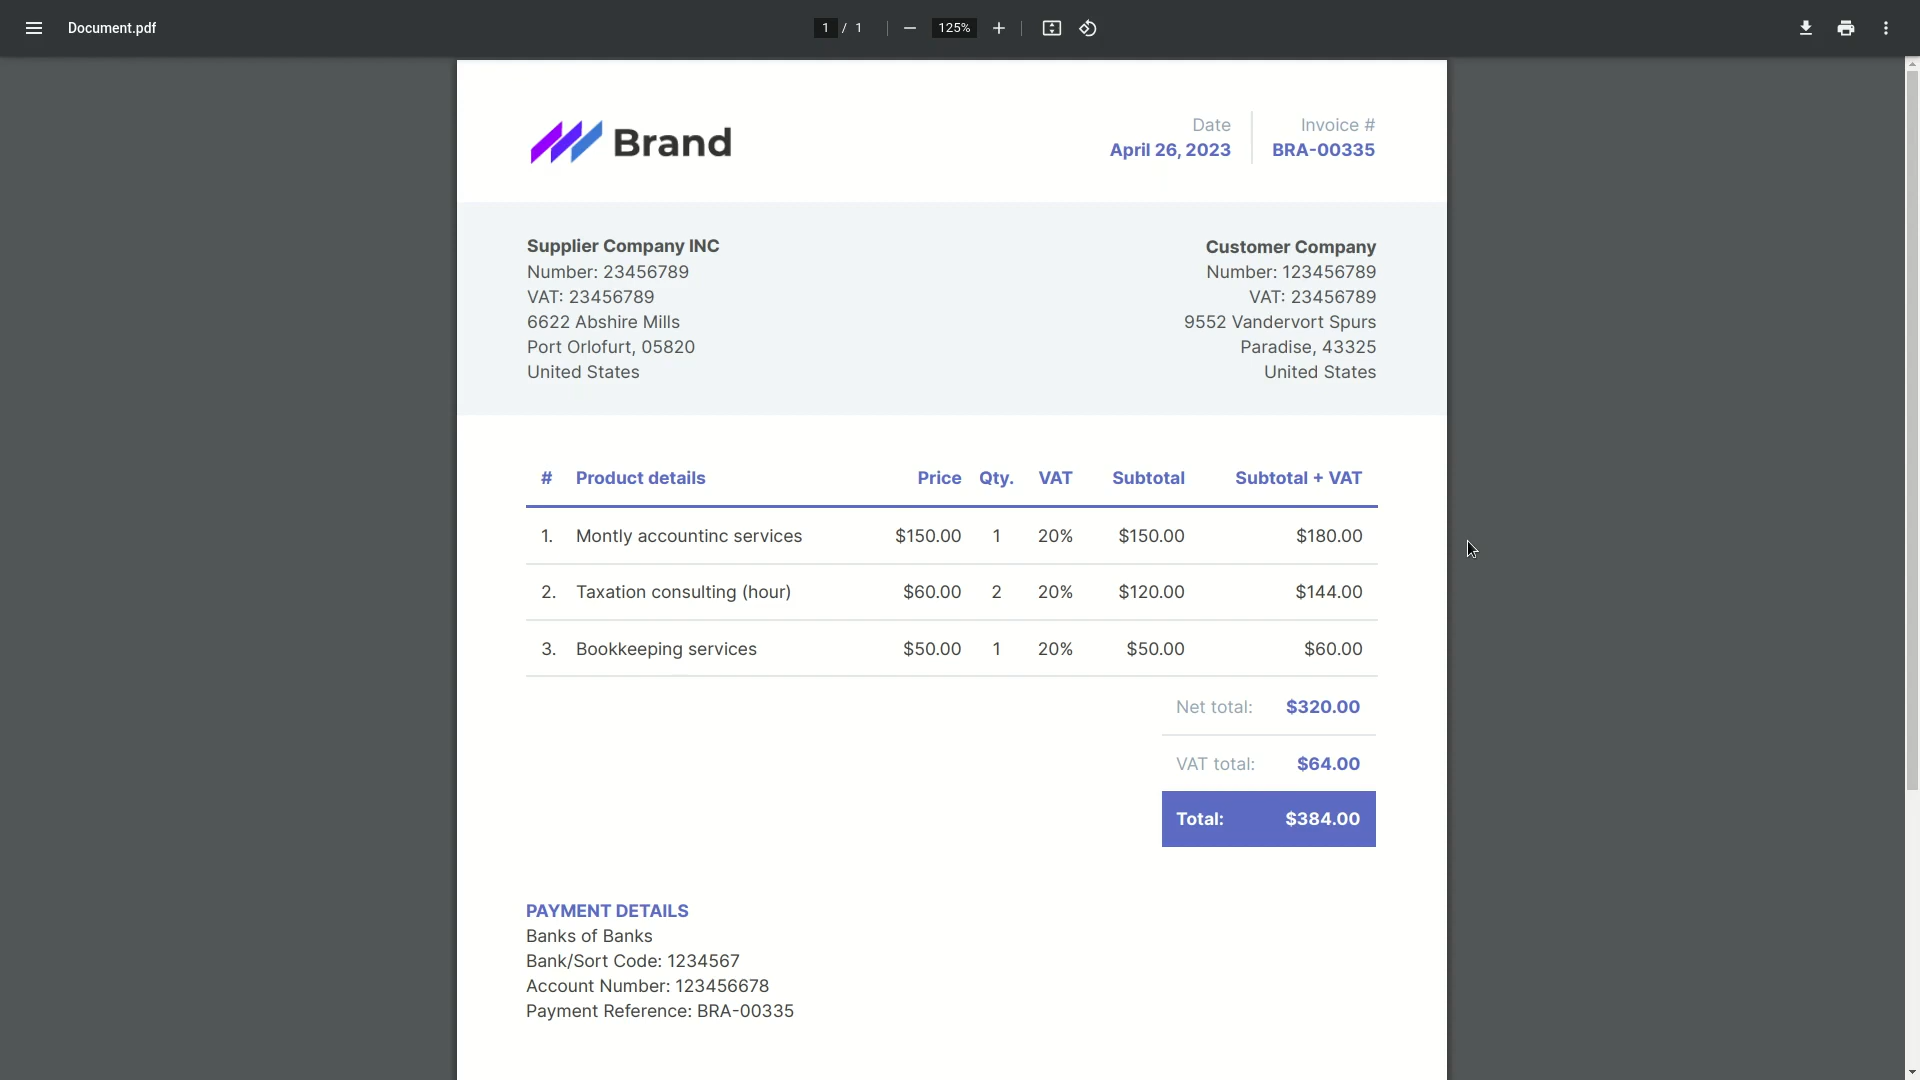 Document.pdf
1 / 1
125%
Brand
Date
April 26, 2023
Invoice #
BRA-00335
Supplier Company INC
Number: 23456789
VAT: 23456789
6622 Abshire Mills
Port Orlofurt, 05820
United States
Customer Company
Number: 123456789
VAT: 23456789
9552 Vandervort Spurs
Paradise, 43325
United States
# Product details Price Qty. VAT Subtotal Subtotal + VAT
1. Montly accountinc services $150.00 1 20% $150.00 $180.00
2. Taxation consulting (hour) $60.00 2 20% $120.00 $144.00
3. Bookkeeping services $50.00 1 20% $50.00 $60.00
Net total: $320.00
VAT total: $64.00
Total: $384.00
PAYMENT DETAILS
Banks of Banks
Bank/Sort Code: 1234567
Account Number: 123456678
Payment Reference: BRA-00335